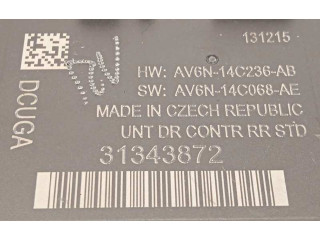 131215
HW: AV6N-14C236-AB
SW: AV6N-14C068-AE
MADE IN CZECH REPUBLIC
UNT DR CONTR RR STD
31343872
DCUGA